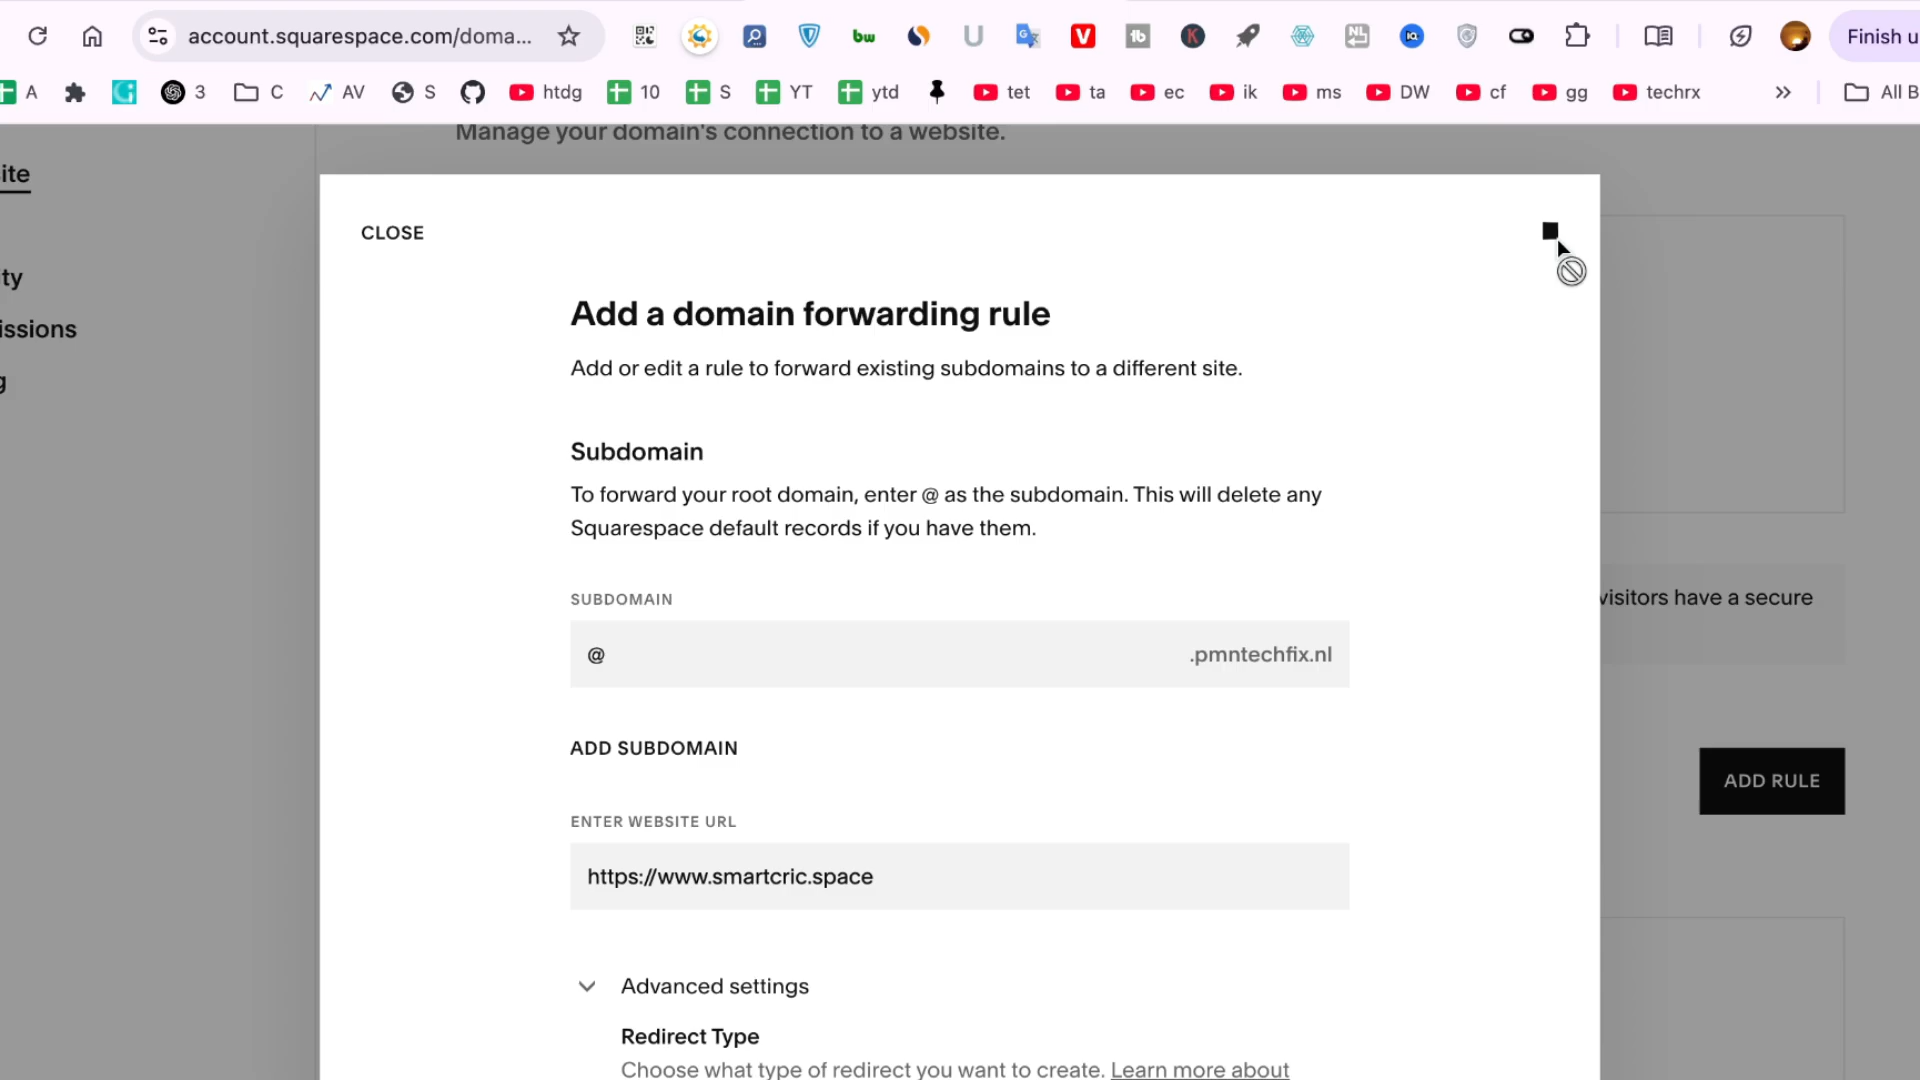 account.squarespace.com/doma...
Finish u
A
3
C
AV
S
htdg
10
S
YT
ytd
tet
ta
ec
ik
ms
DW
cf
gg
techrx
All B
Manage your domain's connection to a website.
ite
ity
issions
g
CLOSE
Add a domain forwarding rule
Add or edit a rule to forward existing subdomains to a different site.
Subdomain
To forward your root domain, enter @ as the subdomain. This will delete any
Squarespace default records if you have them.
SUBDOMAIN
@
.pmntechfix.nl
visitors have a secure
ADD SUBDOMAIN
ADD RULE
ENTER WEBSITE URL
https://www.smartcric.space
Advanced settings
Redirect Type
Choose what type of redirect you want to create. Learn more about